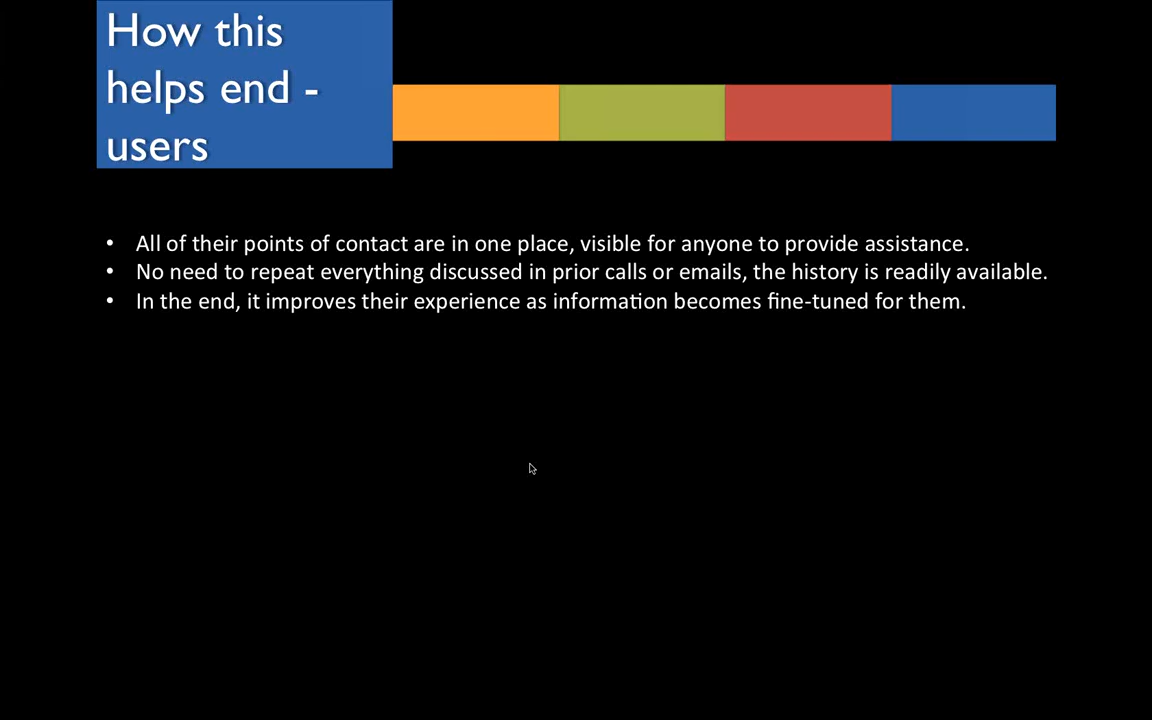 How this
helps end -
users
• All of their points of contact are in one place, visible for anyone to provide assistance.
• No need to repeat everything discussed in prior calls or emails, the history is readily available.
• In the end, it improves their experience as information becomes fine-tuned for them.